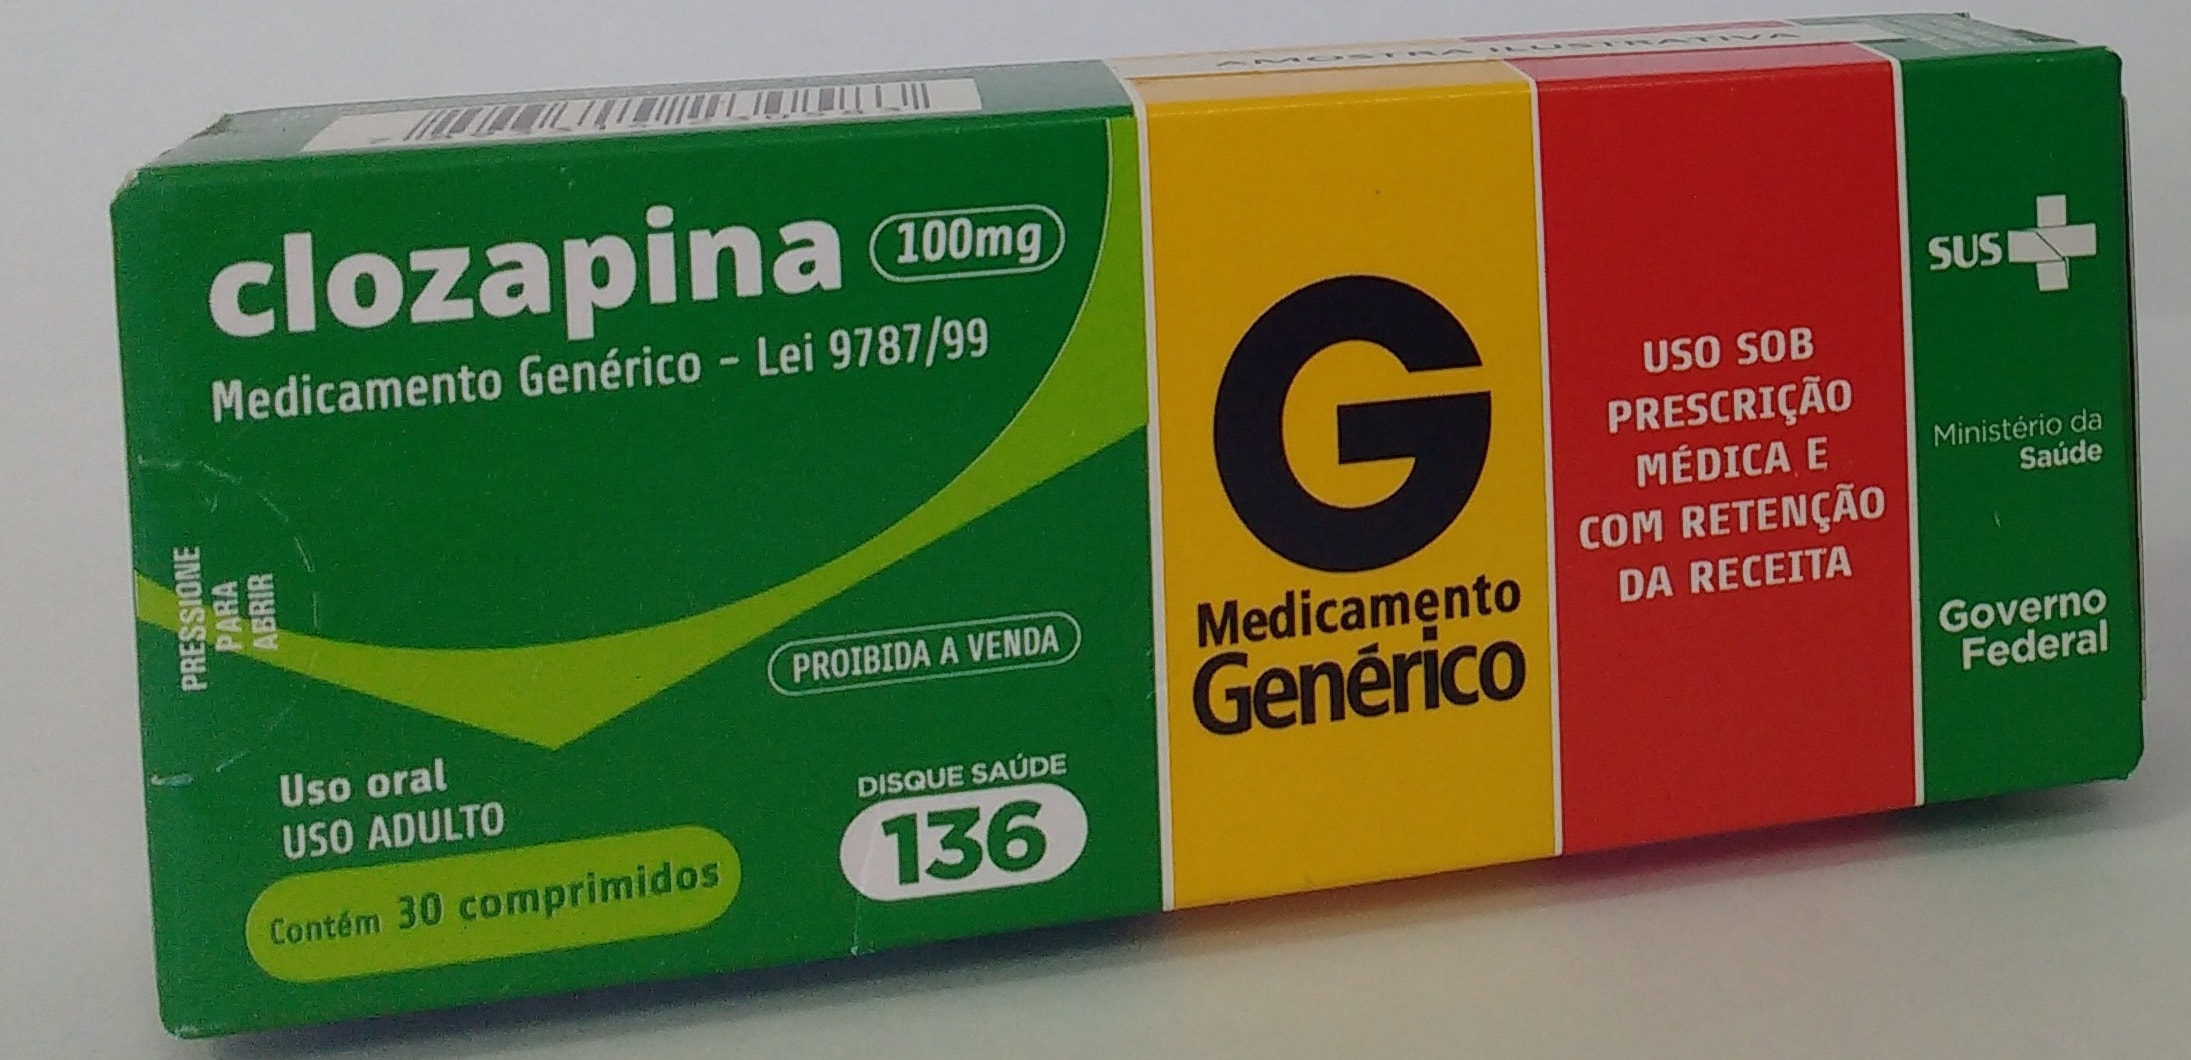 AMOSTRA ILUSTRATIVA
clozapina 100mg
Medicamento Genérico - Lei 9787/99
PRESSIONE
PARA
ABRIR
PROIBIDA A VENDA
Uso oral
USO ADULTO
Contém 30 comprimidos
DISQUE SAÚDE
136
G
Medicamento
Genérico
USO SOB
PRESCRIÇÃO
MÉDICA E
COM RETENÇÃO
DA RECEITA
SUS
Ministério da
Saúde
Governo
Federal